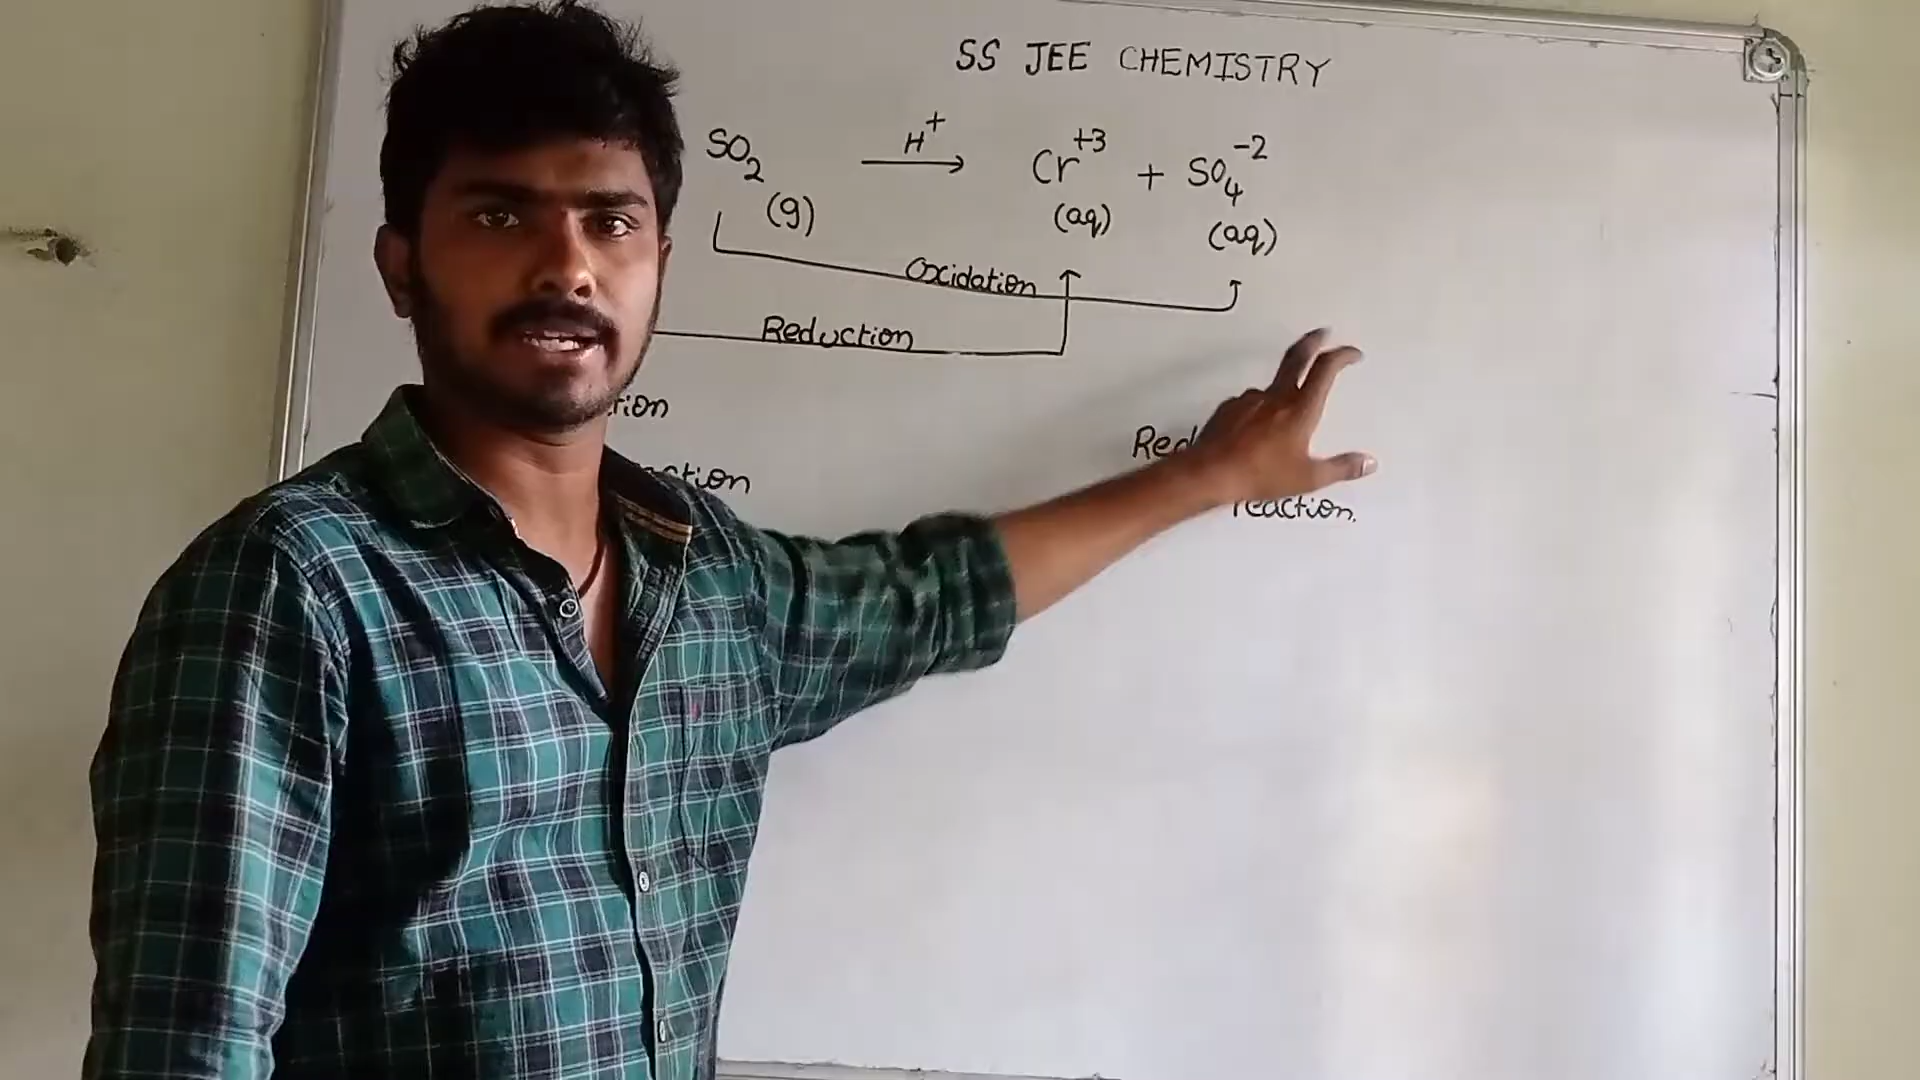 SS JEE CHEMISTRY
SO2 (g) H+ → Cr+3 (aq) + SO4-2 (aq)
Oxidation
Reduction
reaction.